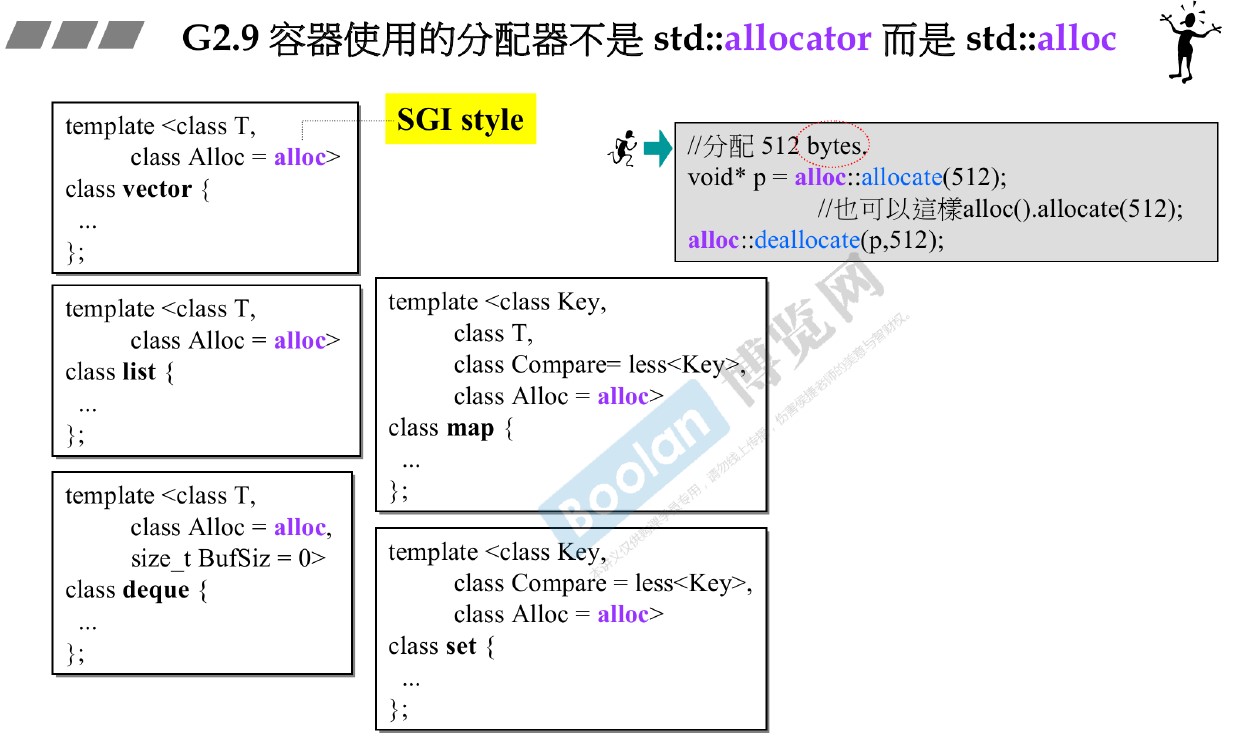 G2.9 容器使用的分配器不是 std::allocator 而是 std::alloc
SGI style
template <class T,
class Alloc = alloc>
class vector {
...
};
template <class T,
class Alloc = alloc>
class list {
...
};
template <class T,
class Alloc = alloc,
size_t BufSiz = 0>
class deque {
...
};
template <class Key,
class T,
class Compare= less<Key>,
class Alloc = alloc>
class map {
...
};
template <class Key,
class Compare = less<Key>,
class Alloc = alloc>
class set {
...
};
//分配 512 bytes.
void* p = alloc::allocate(512);
//也可以這樣alloc().allocate(512);
alloc::deallocate(p,512);
Boolan 博览网